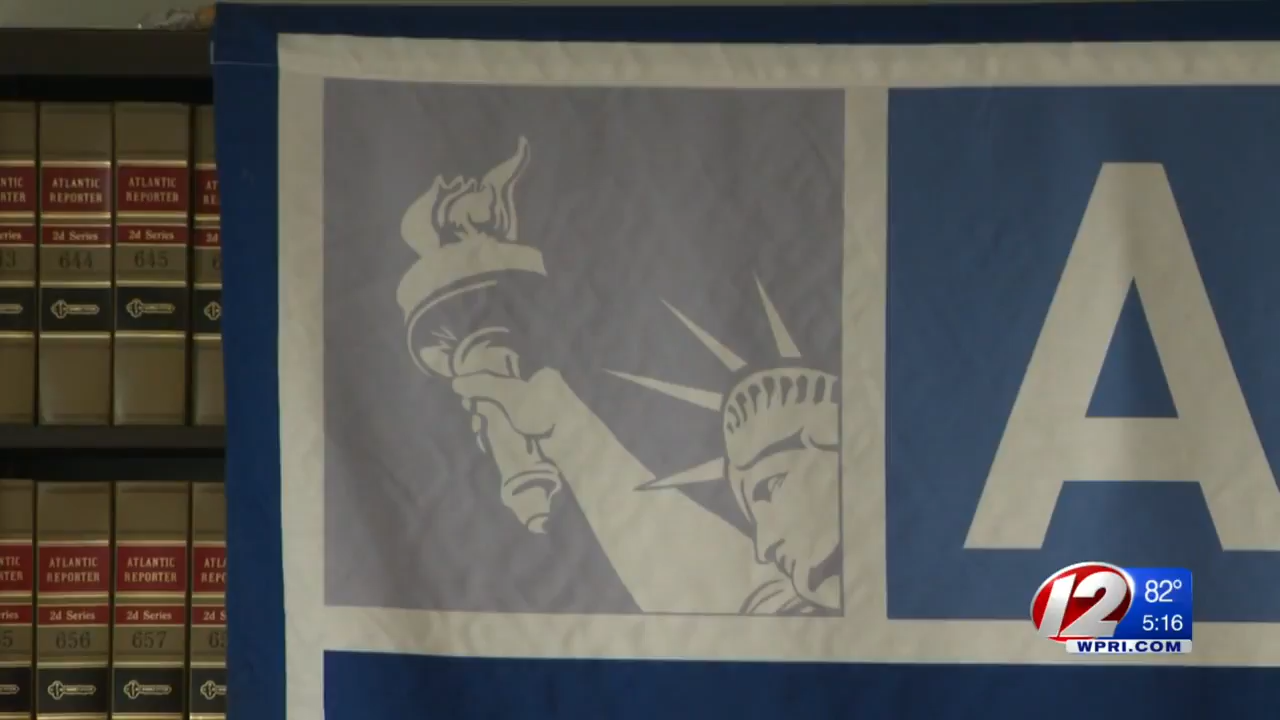 ATLANTIC
REPORTER
2d Series
644
ATLANTIC
REPORTER
2d Series
645
ATLANTIC
REPORTER
2d Series
656
ATLANTIC
REPORTER
2d Series
657
A
12
82°
5:16
WPRI.COM